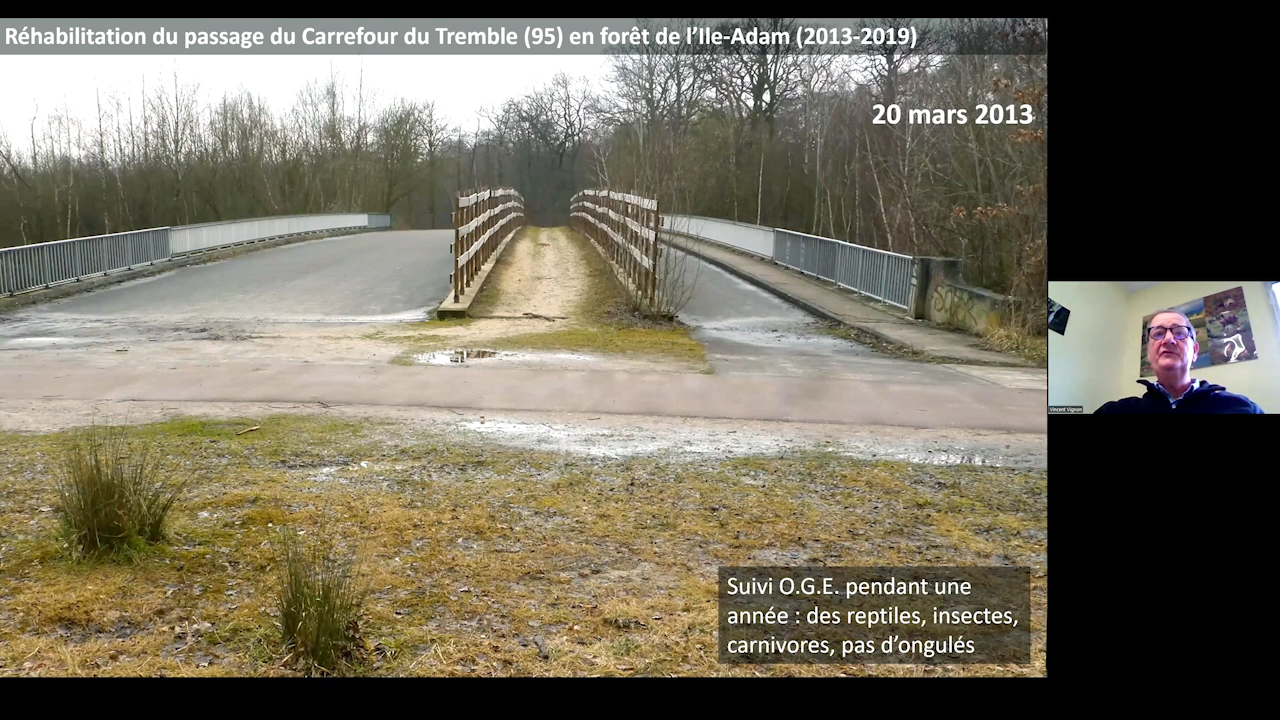 Réhabilitation du passage du Carrefour du Tremble (95) en forêt de l’Ile-Adam (2013-2019)
20 mars 2013
Vincent Vignon
Suivi O.G.E. pendant une
année : des reptiles, insectes,
carnivores, pas d’ongulés